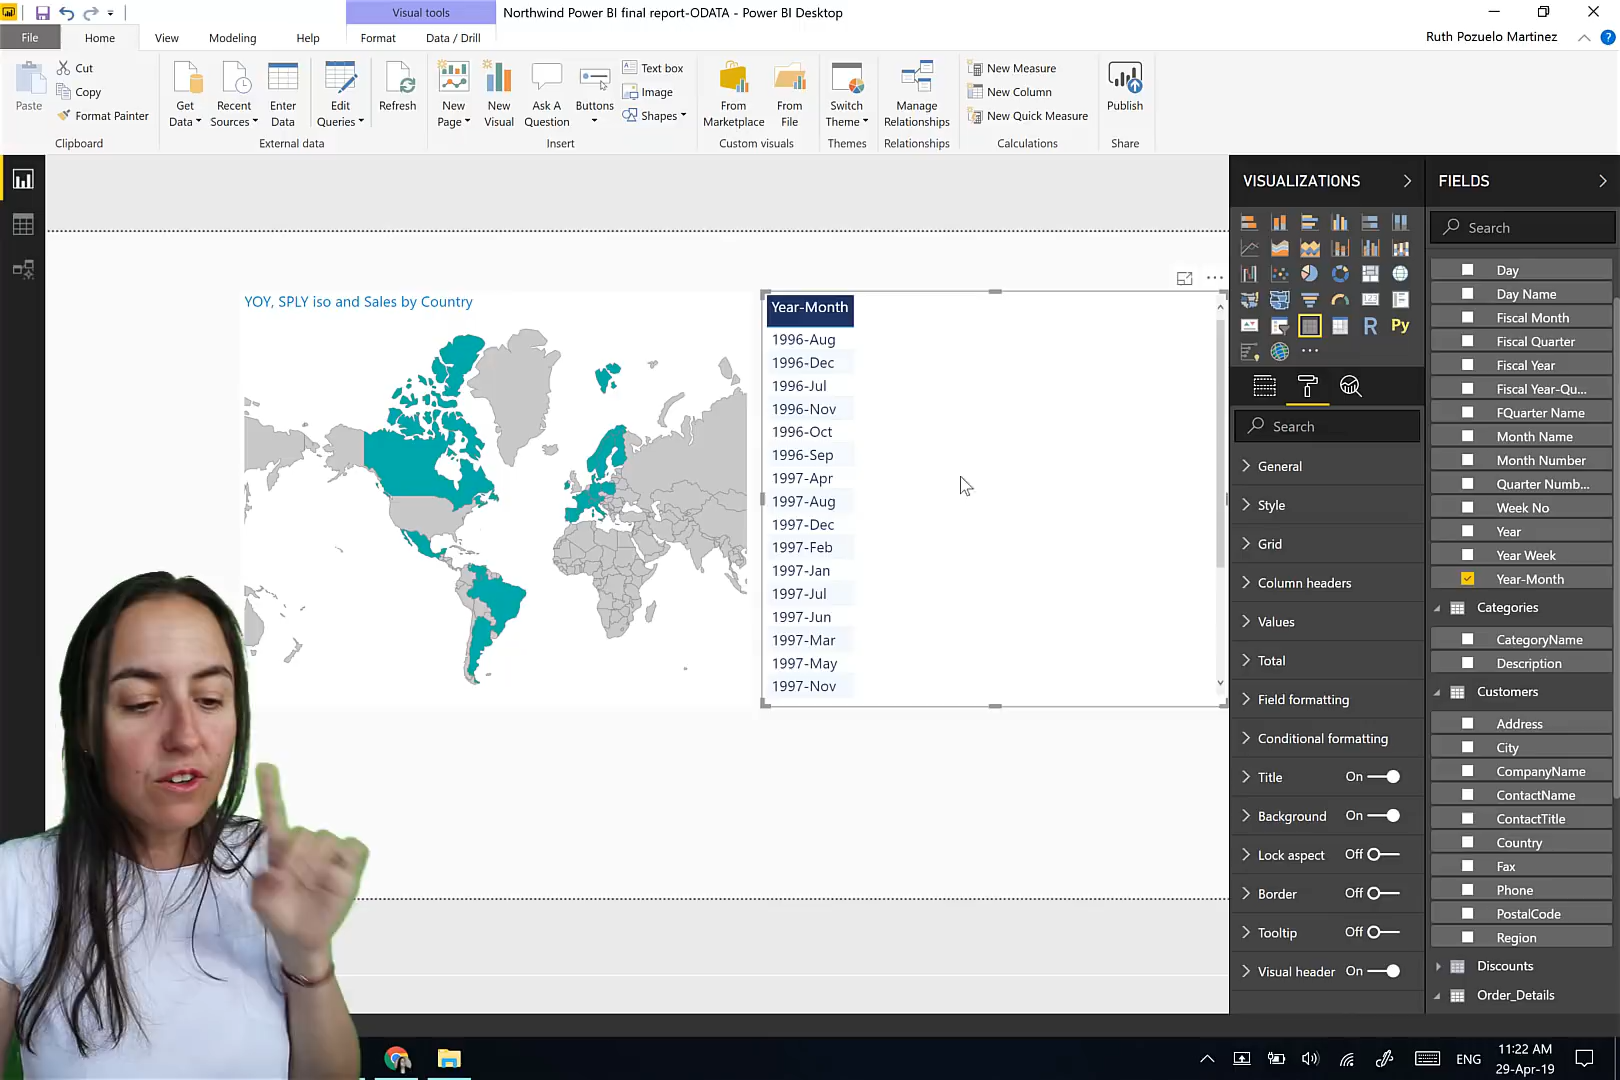 Visual tools
Northwind Power BI final report-ODATA - Power BI Desktop
File
Home
View
Modeling
Help
Format
Data / Drill
Ruth Pozuelo Martinez
Paste
Cut
Copy
Format Painter
Clipboard
Get Data
Recent Sources
Enter Data
Edit Queries
Refresh
External data
New Page
New Visual
Ask A Question
Buttons
Text box
Image
Shapes
Insert
From Marketplace
From File
Custom visuals
Switch Theme
Themes
Manage Relationships
Relationships
New Measure
New Column
New Quick Measure
Calculations
Publish
Share
YOY, SPLY iso and Sales by Country
Year-Month
1996-Aug
1996-Dec
1996-Jul
1996-Nov
1996-Oct
1996-Sep
1997-Apr
1997-Aug
1997-Dec
1997-Feb
1997-Jan
1997-Jul
1997-Jun
1997-Mar
1997-May
1997-Nov
VISUALIZATIONS
R
Py
Search
General
Style
Grid
Column headers
Values
Total
Field formatting
Conditional formatting
Title On
Background On
Lock aspect Off
Border Off
Tooltip Off
Visual header On
FIELDS
Search
Day
Day Name
Fiscal Month
Fiscal Quarter
Fiscal Year
Fiscal Year-Qu...
FQuarter Name
Month Name
Month Number
Quarter Numb...
Week No
Year
Year Week
Year-Month
Categories
CategoryName
Description
Customers
Address
City
CompanyName
ContactName
ContactTitle
Country
Fax
Phone
PostalCode
Region
Discounts
Order_Details
ENG
11:22 AM
29-Apr-19